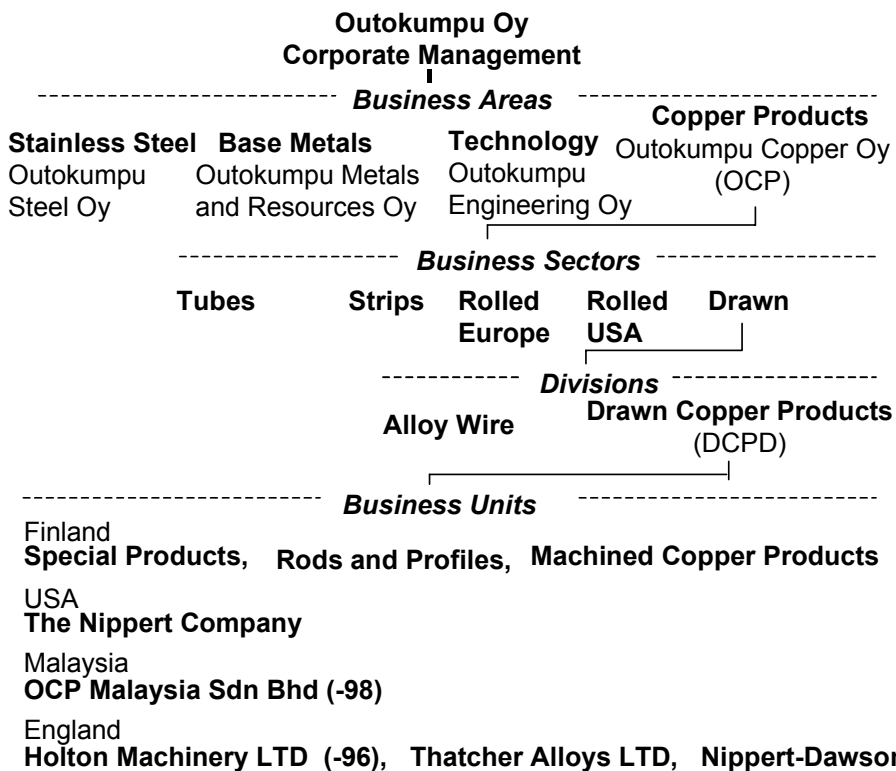 Outokumpu Oy
Corporate Management
Business Areas
Stainless Steel
Outokumpu
Steel Oy
Base Metals
Outokumpu Metals
and Resources Oy
Technology
Outokumpu
Engineering Oy
Copper Products
Outokumpu Copper Oy
(OCP)
Business Sectors
Tubes
Strips
Rolled
Europe
Rolled
USA
Drawn
Divisions
Alloy Wire
Drawn Copper Products
(DCPD)
Business Units
Finland
Special Products, Rods and Profiles, Machined Copper Products
USA
The Nippert Company
Malaysia
OCP Malaysia Sdn Bhd (-98)
England
Holton Machinery LTD (-96), Thatcher Alloys LTD, Nippert-Dawson